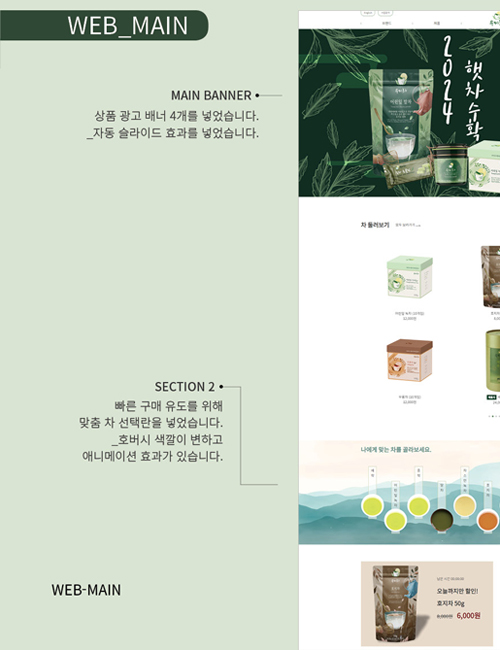 WEB_MAIN
MAIN BANNER
상품 광고 배너 4개를 넣었습니다.
_자동 슬라이드 효과를 넣었습니다.
2024
햇차수확
차 둘러보기
SECTION 2
빠른 구매 유도를 위해
맞춤 차 선택란을 넣었습니다.
_호버시 색깔이 변하고
애니메이션 효과가 있습니다.
나에게 맞는 차를 골라보세요.
WEB-MAIN
오늘까지만 할인!
호지차 50g
6,000원